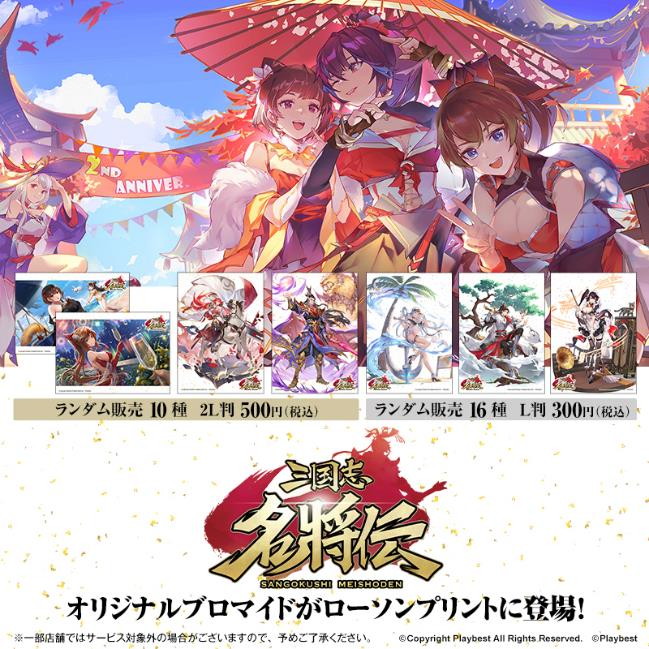 2ND
ANNIVER.
ランダム販売 10種 2L判 500円(税込)
ランダム販売 16種 L判 300円(税込)
三国志
名将伝
SANGOKUSHI MEISHODEN
オリジナルブロマイドがローソンプリントに登場!
※一部店舗ではサービス対象外の場合がございますので、予めご了承ください。 ©Copyright Playbest All Rights Reserved. ©Playbest